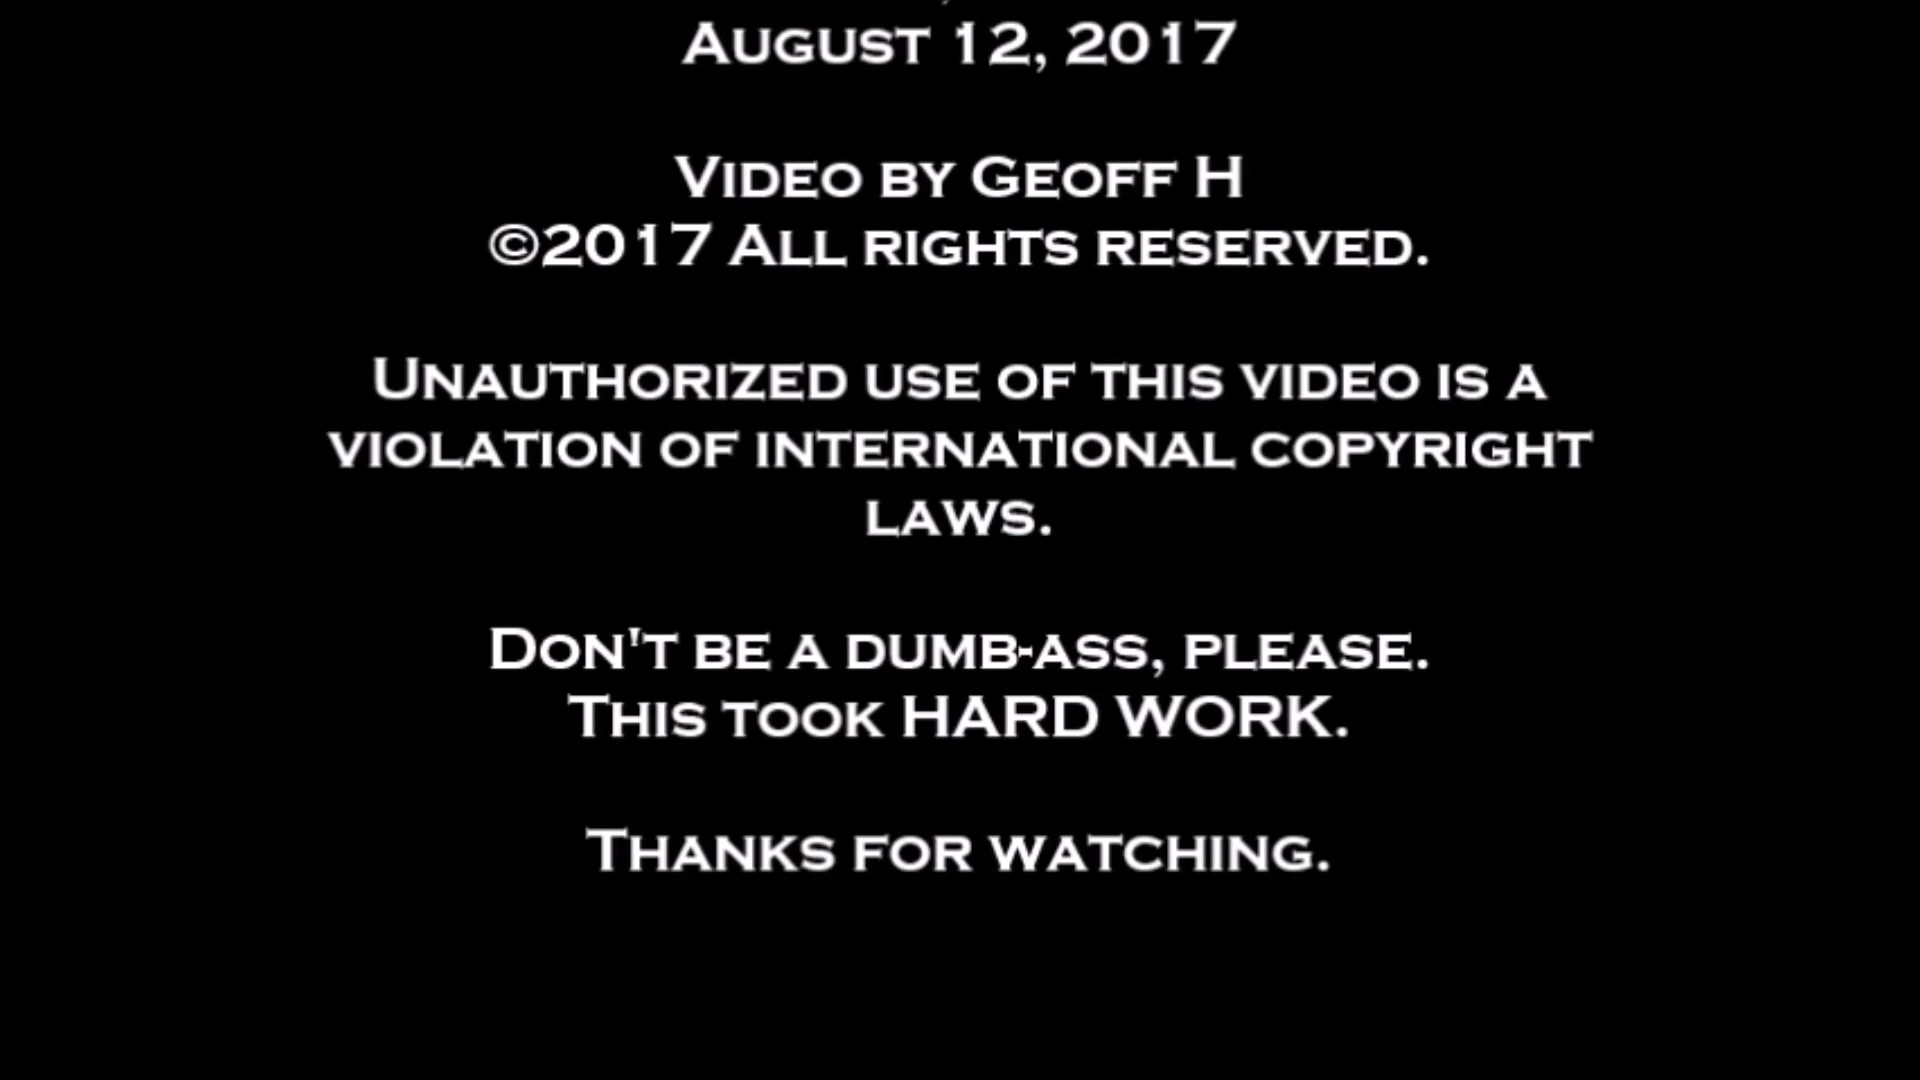 August 12, 2017
Video by Geoff H
©2017 All rights reserved.
Unauthorized use of this video is a
violation of international copyright
laws.
Don't be a dumb-ass, please.
This took HARD WORK.
Thanks for watching.